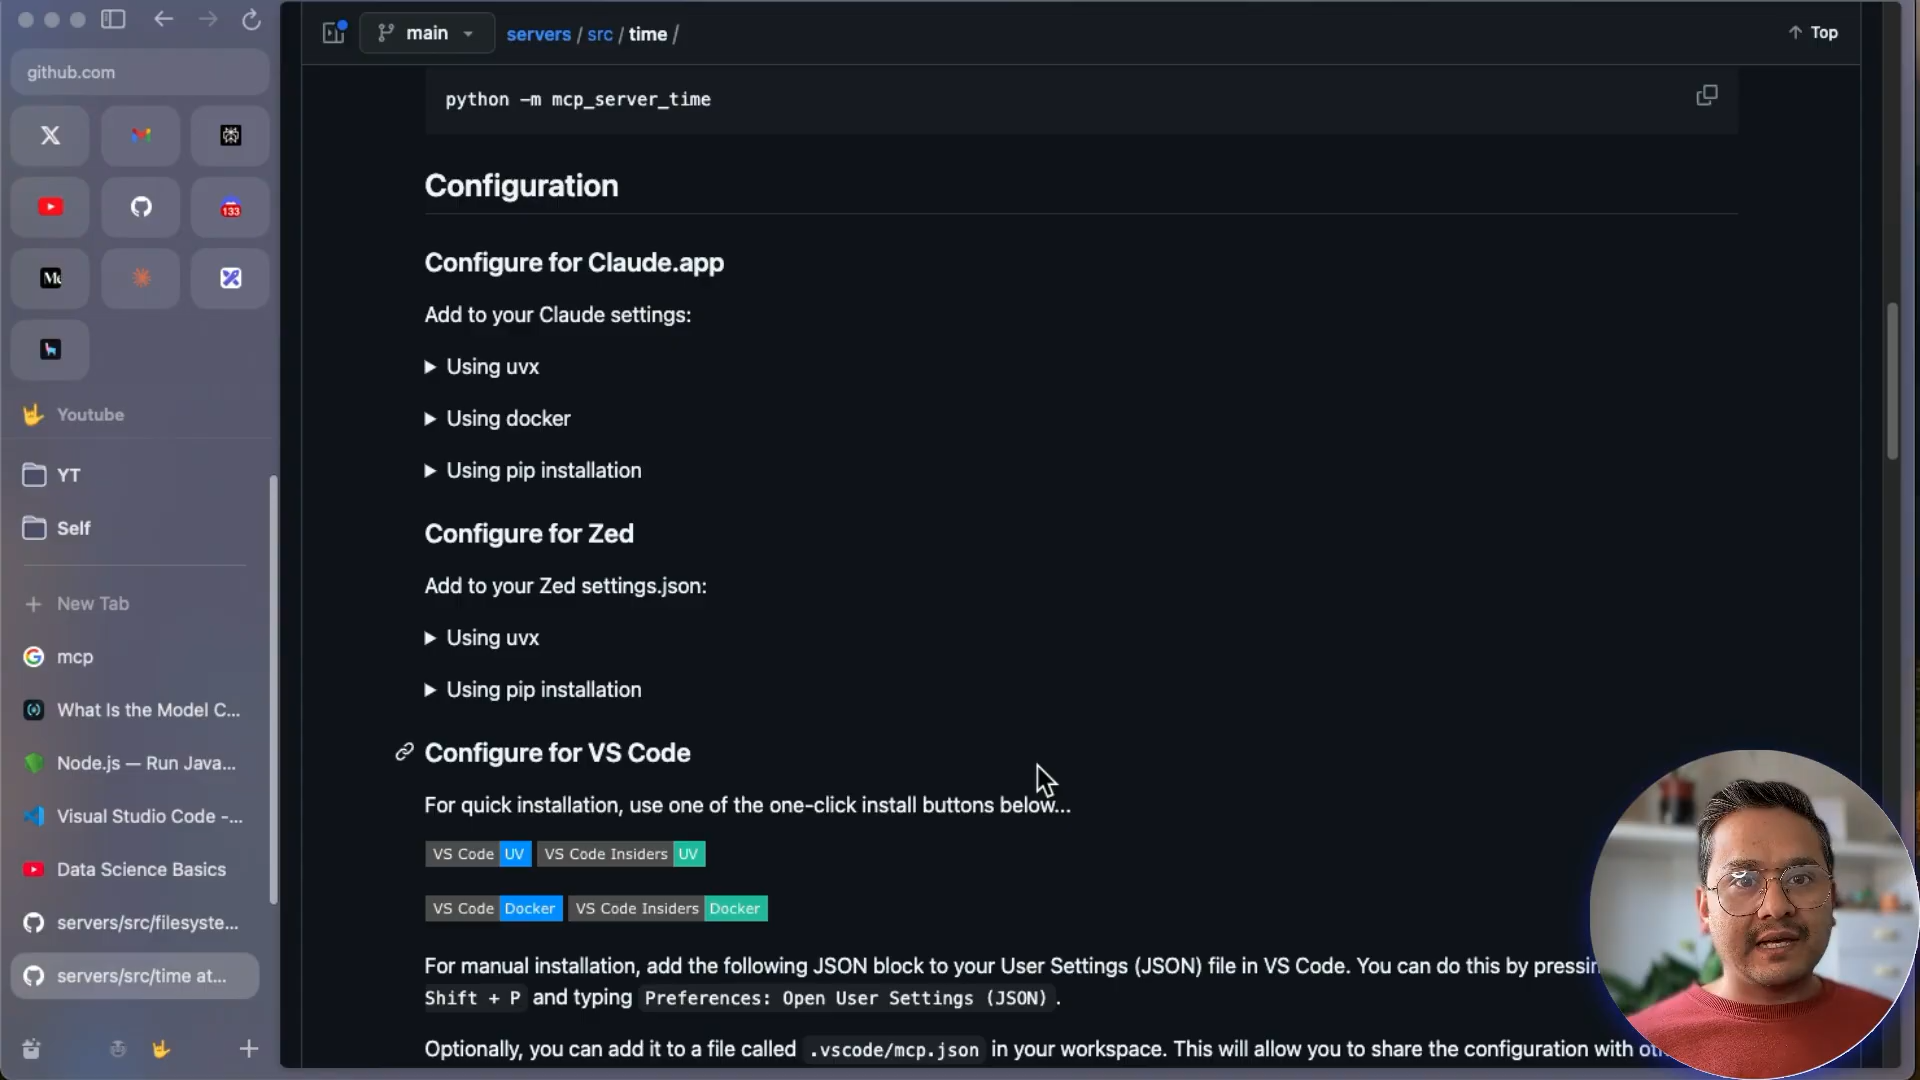 github.com
133
Youtube
YT
Self
New Tab
mcp
What Is the Model C...
Node.js — Run Java...
Visual Studio Code -...
Data Science Basics
servers/src/filesyste...
servers/src/time at...
main
servers / src / time /
Top
python -m mcp_server_time
Configuration
Configure for Claude.app
Add to your Claude settings:
Using uvx
Using docker
Using pip installation
Configure for Zed
Add to your Zed settings.json:
Using uvx
Using pip installation
Configure for VS Code
For quick installation, use one of the one-click install buttons below...
VS Code UV VS Code Insiders UV
VS Code Docker VS Code Insiders Docker
For manual installation, add the following JSON block to your User Settings (JSON) file in VS Code. You can do this by
Shift + P and typing Preferences: Open User Settings (JSON) .
Optionally, you can add it to a file called .vscode/mcp.json in your workspace. This will allow you to share the configuration with